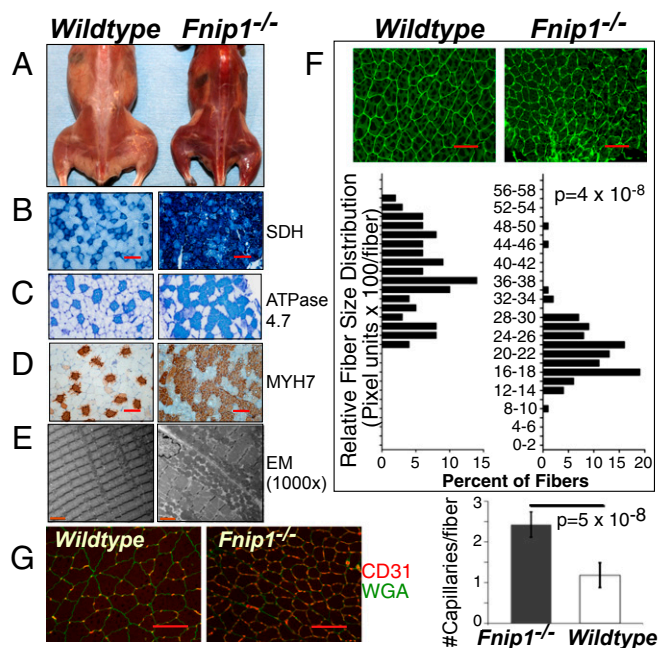 Wildtype Fnip1-/-
A
B
SDH
C
ATPase
4.7
D
MYH7
E
EM
(1000x)
F
Wildtype Fnip1-/-
Relative Fiber Size Distribution
(Pixel units x 100/fiber)
0 5 10 15
56-58
52-54
48-50
44-46
40-42
36-38
32-34
28-30
24-26
20-22
16-18
12-14
8-10
4-6
0-2
p=4 x 10-8
0 5 10 15 20
Percent of Fibers
G
Wildtype
Fnip1-/-
CD31
WGA
#Capillaries/fiber
3
2
1
0
p=5 x 10-8
Fnip1-/- Wildtype